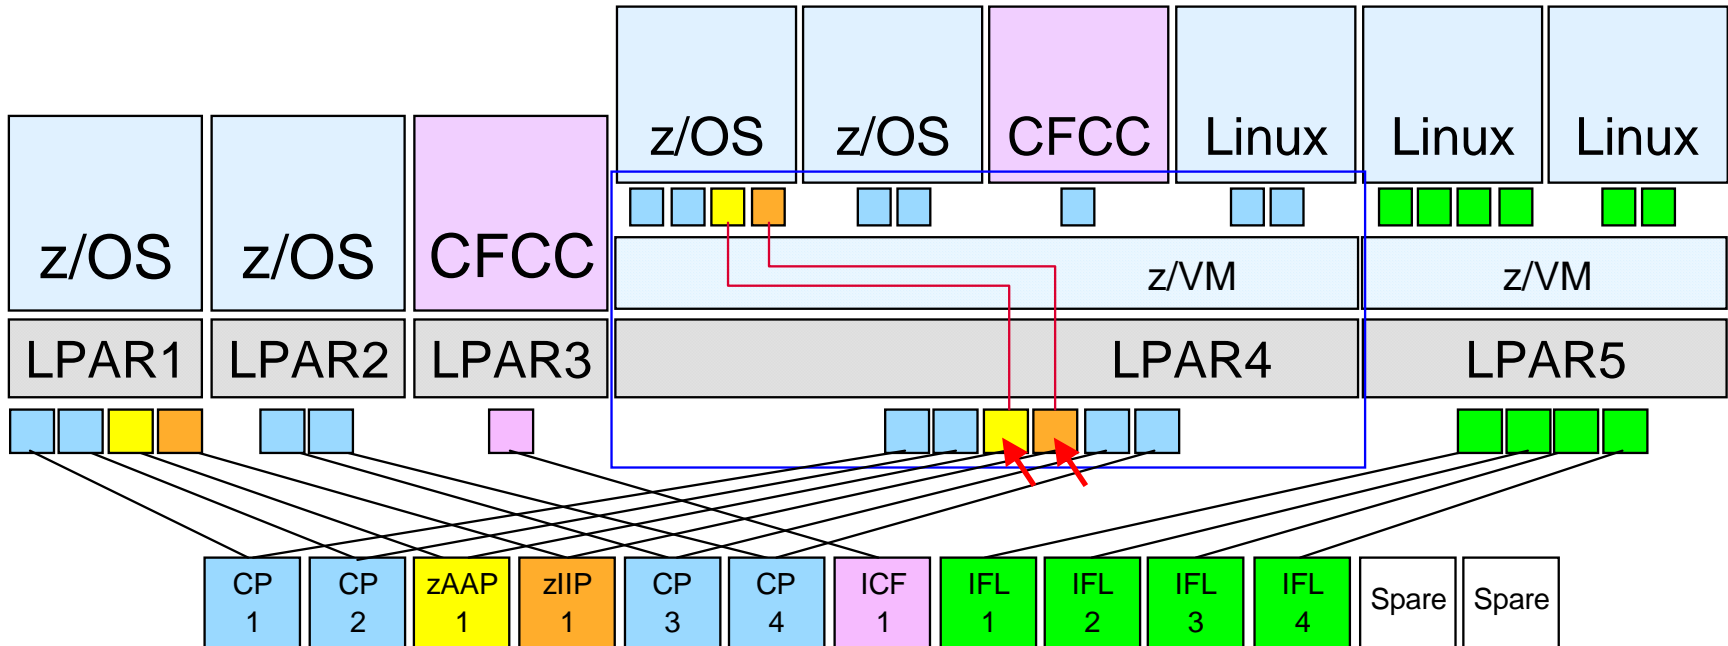 z/OS z/OS CFCC Linux Linux Linux
z/OS z/OS CFCC
z/VM z/VM
LPAR1 LPAR2 LPAR3 LPAR4 LPAR5
CP 1
CP 2
zAAP 1
zIIP 1
CP 3
CP 4
ICF 1
IFL 1
IFL 2
IFL 3
IFL 4
Spare
Spare